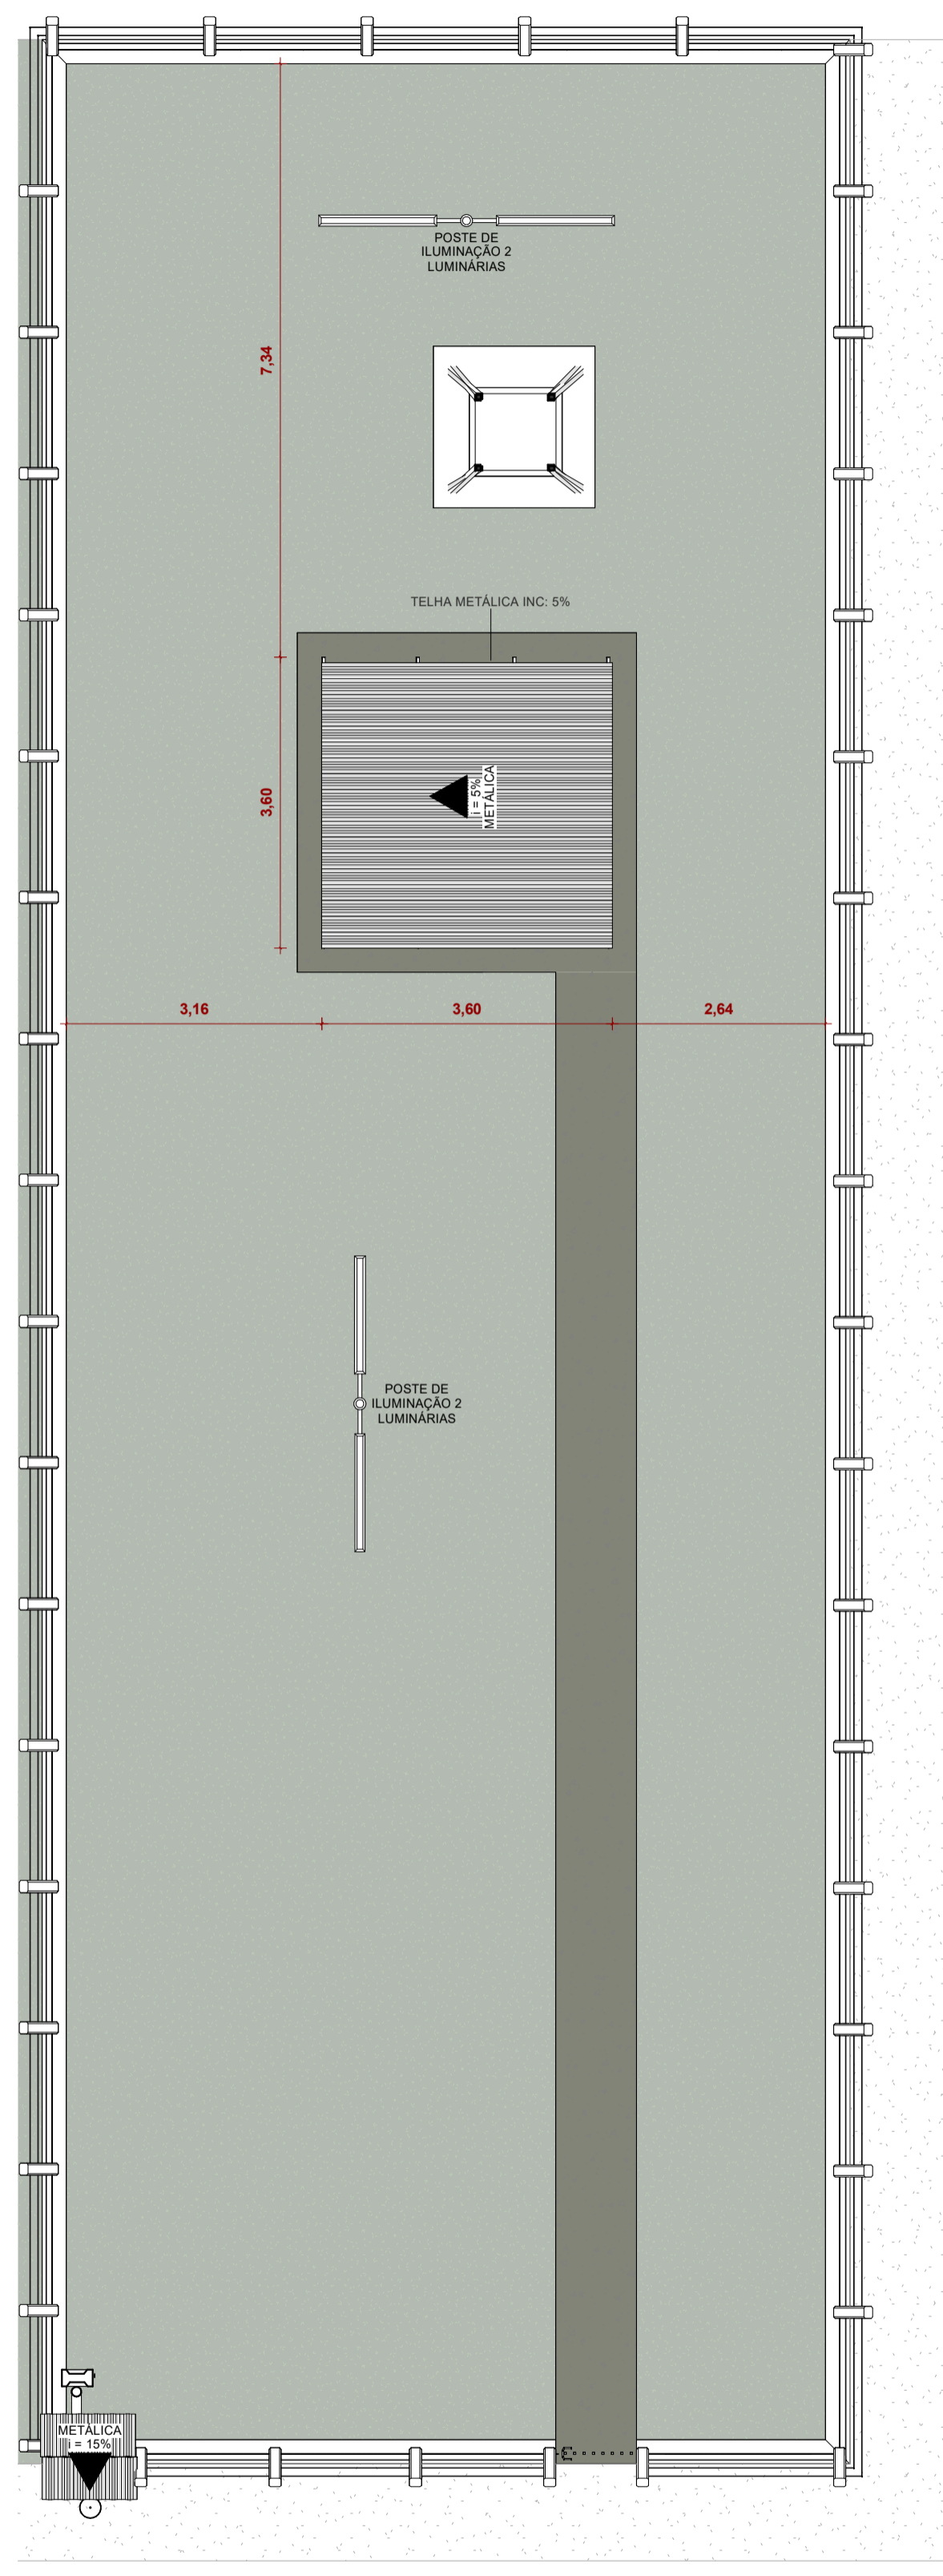 POSTE DE
ILUMINAÇÃO 2
LUMINÁRIAS
7,34
TELHA METÁLICA INC: 5%
3,60
i = 5%
METÁLICA
3,16
3,60
2,64
POSTE DE
ILUMINAÇÃO 2
LUMINÁRIAS
METÁLICA
i = 15%